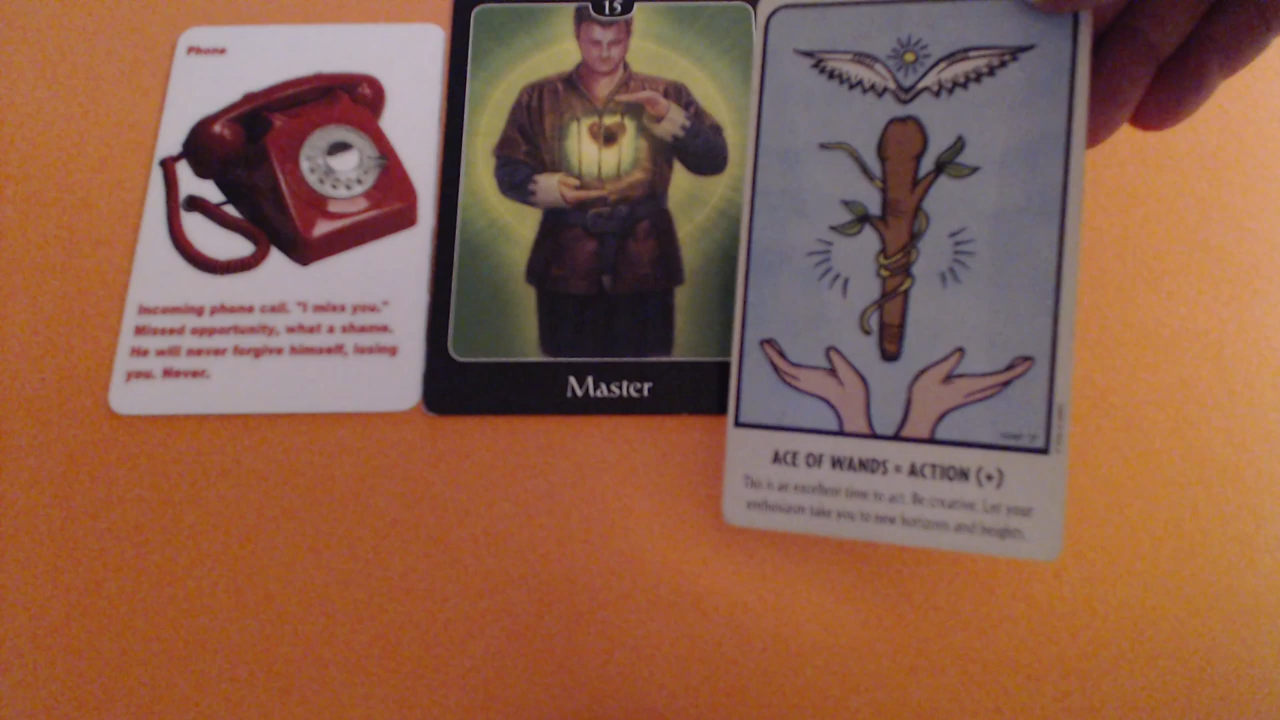 Phone
Incoming phone call. "I miss you."
Missed opportunity, what a shame.
He will never forgive himself, losing
you. Never.
15
Master
ACE OF WANDS = ACTION (+)
This is an excellent time to act. Be creative. Let your
enthusiasm take you to new horizons and heights.